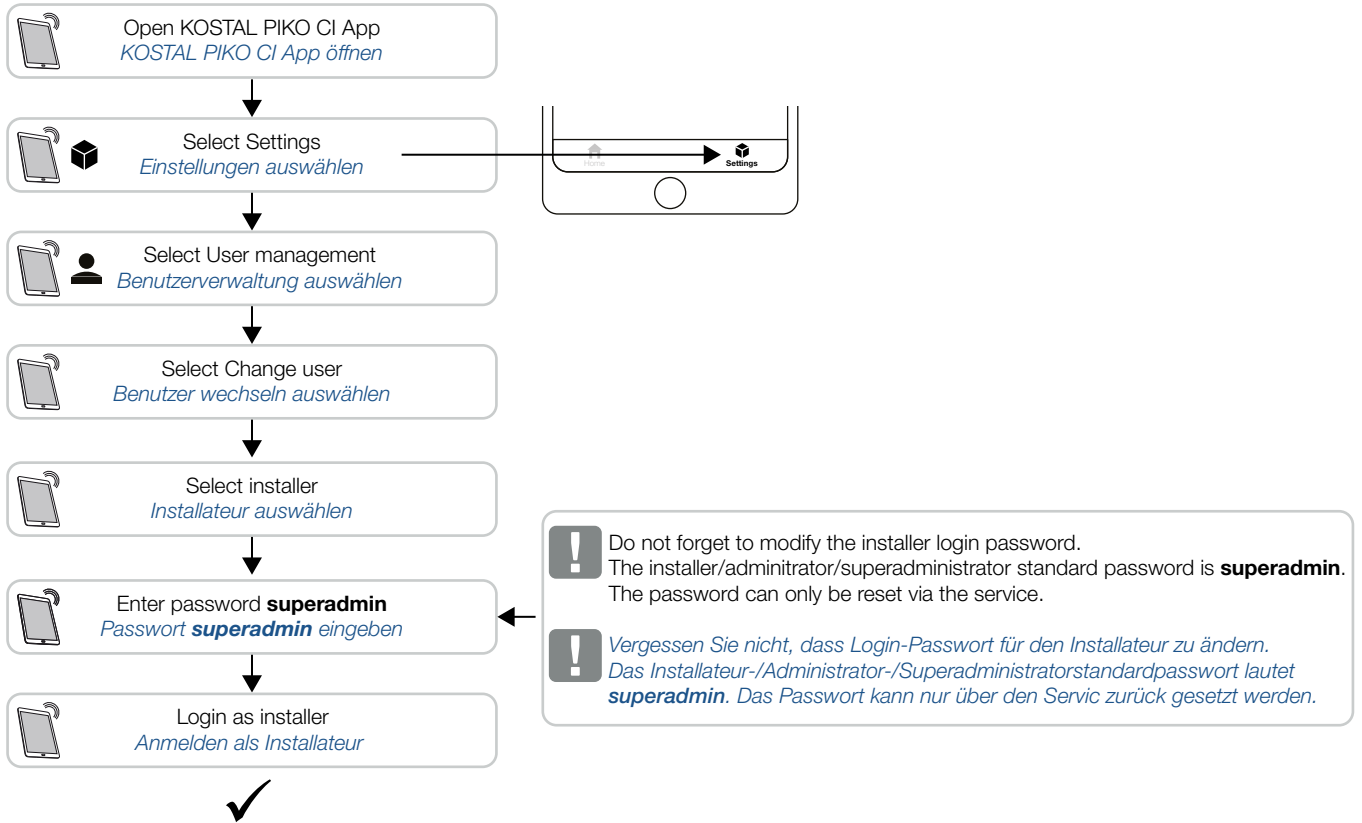 Open KOSTAL PIKO CI App
KOSTAL PIKO CI App öffnen
Select Settings
Einstellungen auswählen
Home
Settings
Select User management
Benutzerverwaltung auswählen
Select Change user
Benutzer wechseln auswählen
Select installer
Installateur auswählen
Enter password superadmin
Passwort superadmin eingeben
Do not forget to modify the installer login password.
The installer/adminitrator/superadministrator standard password is superadmin.
The password can only be reset via the service.
Vergessen Sie nicht, dass Login-Passwort für den Installateur zu ändern.
Das Installateur-/Administrator-/Superadministratorstandardpasswort lautet
superadmin. Das Passwort kann nur über den Servic zurück gesetzt werden.
Login as installer
Anmelden als Installateur